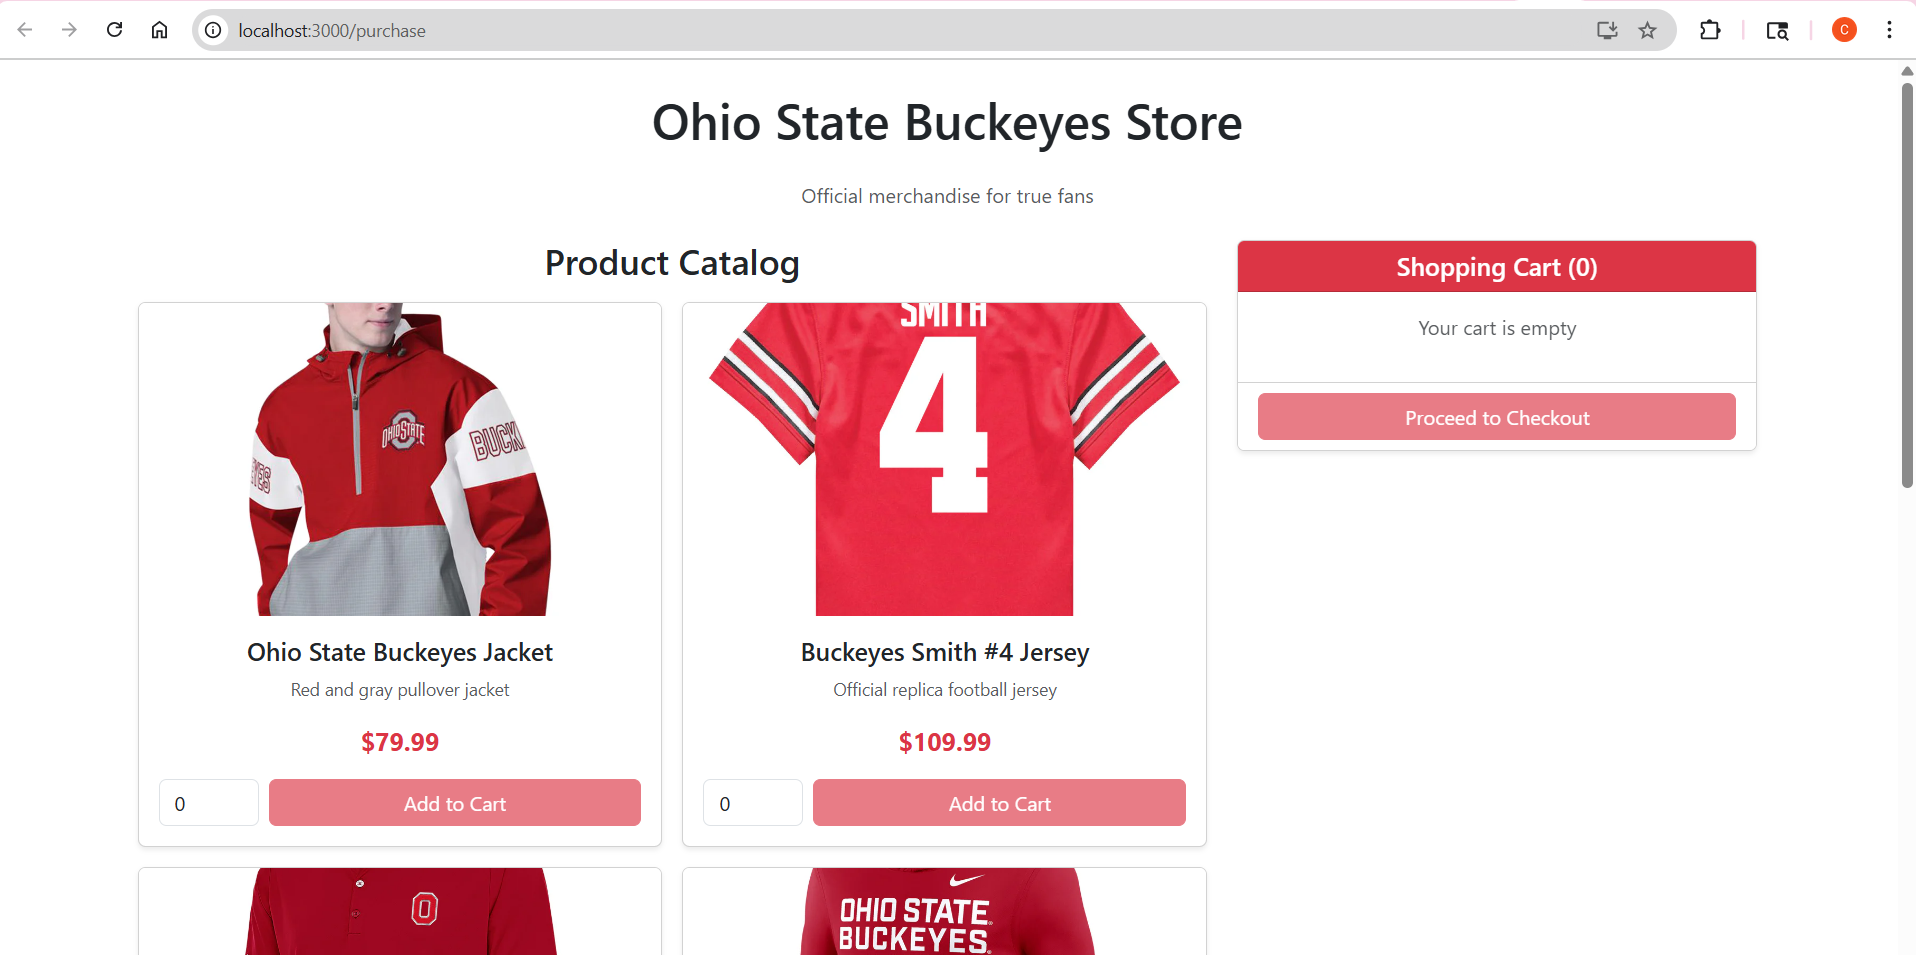 localhost:3000/purchase
C
Ohio State Buckeyes Store
Official merchandise for true fans
Product Catalog
OHIO STATE
BUCK
YES
Ohio State Buckeyes Jacket
Red and gray pullover jacket
$79.99
0
Add to Cart
SMITH
4
Buckeyes Smith #4 Jersey
Official replica football jersey
$109.99
0
Add to Cart
O
OHIO STATE
BUCKEYES
Shopping Cart (0)
Your cart is empty
Proceed to Checkout